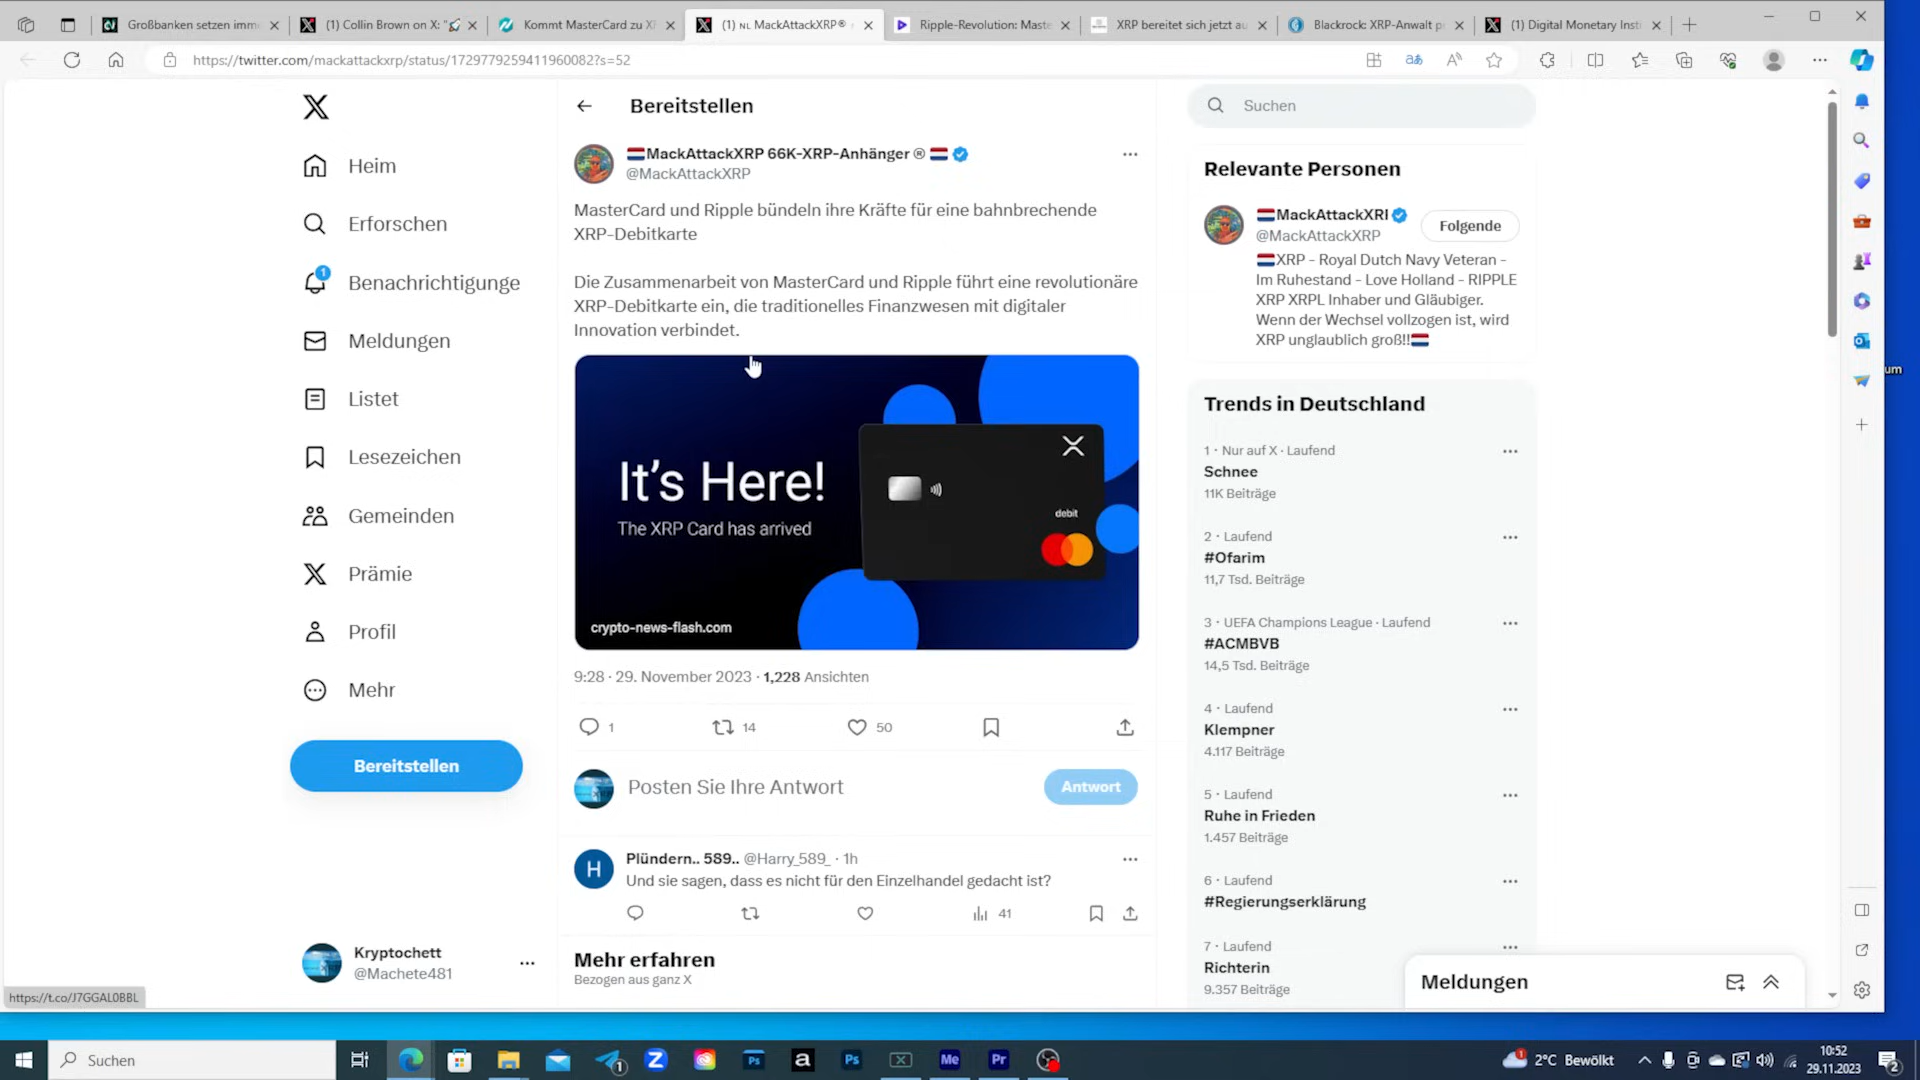 Großbanken setzen imme
(1) Collin Brown on X: "🚀
Kommt MasterCard zu X
(1) NL MackAttackXRP®
Ripple-Revolution: Maste
XRP bereitet sich jetzt au
Blackrock: XRP-Anwalt p
(1) Digital Monetary Insti
https://twitter.com/mackattackxrp/status/1729779259411960082?s=52
Heim
Erforschen
1
Benachrichtigunge
Meldungen
Listet
Lesezeichen
Gemeinden
Prämie
Profil
Mehr
Bereitstellen
Kryptochett
@Machete481
https://t.co/J7GGAL0BBL
Bereitstellen
MackAttackXRP 66K-XRP-Anhänger ®
@MackAttackXRP
MasterCard und Ripple bündeln ihre Kräfte für eine bahnbrechende
XRP-Debitkarte
Die Zusammenarbeit von MasterCard und Ripple führt eine revolutionäre
XRP-Debitkarte ein, die traditionelles Finanzwesen mit digitaler
Innovation verbindet.
It's Here!
The XRP Card has arrived
debit
crypto-news-flash.com
9:28 · 29. November 2023 · 1,228 Ansichten
1
14
50
Posten Sie Ihre Antwort
Antwort
H
Plündern.. 589.. @Harry_589_ · 1h
Und sie sagen, dass es nicht für den Einzelhandel gedacht ist?
41
Mehr erfahren
Bezogen aus ganz X
Suchen
Relevante Personen
MackAttackXRI
@MackAttackXRP
Folgende
XRP - Royal Dutch Navy Veteran -
Im Ruhestand - Love Holland - RIPPLE
XRP XRPL Inhaber und Gläubiger.
Wenn der Wechsel vollzogen ist, wird
XRP unglaublich groß!!
Trends in Deutschland
1 · Nur auf X · Laufend
Schnee
11K Beiträge
2 · Laufend
#Ofarim
11,7 Tsd. Beiträge
3 · UEFA Champions League · Laufend
#ACMBVB
14,5 Tsd. Beiträge
4 · Laufend
Klempner
4.117 Beiträge
5 · Laufend
Ruhe in Frieden
1.457 Beiträge
6 · Laufend
#Regierungserklärung
7 · Laufend
Richterin
9.357 Beiträge
Meldungen
um
Suchen
1
Z
Ps
a
Ps
Me
Pr
1
2°C Bewölkt
10:52
29.11.2023
2